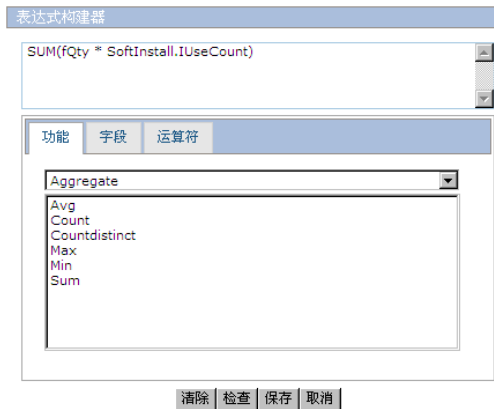 表达式构建器
SUM(fQty * SoftInstall.IUseCount)
功能 字段 运算符
Aggregate
Avg
Count
Countdistinct
Max
Min
Sum
清除 检查 保存 取消